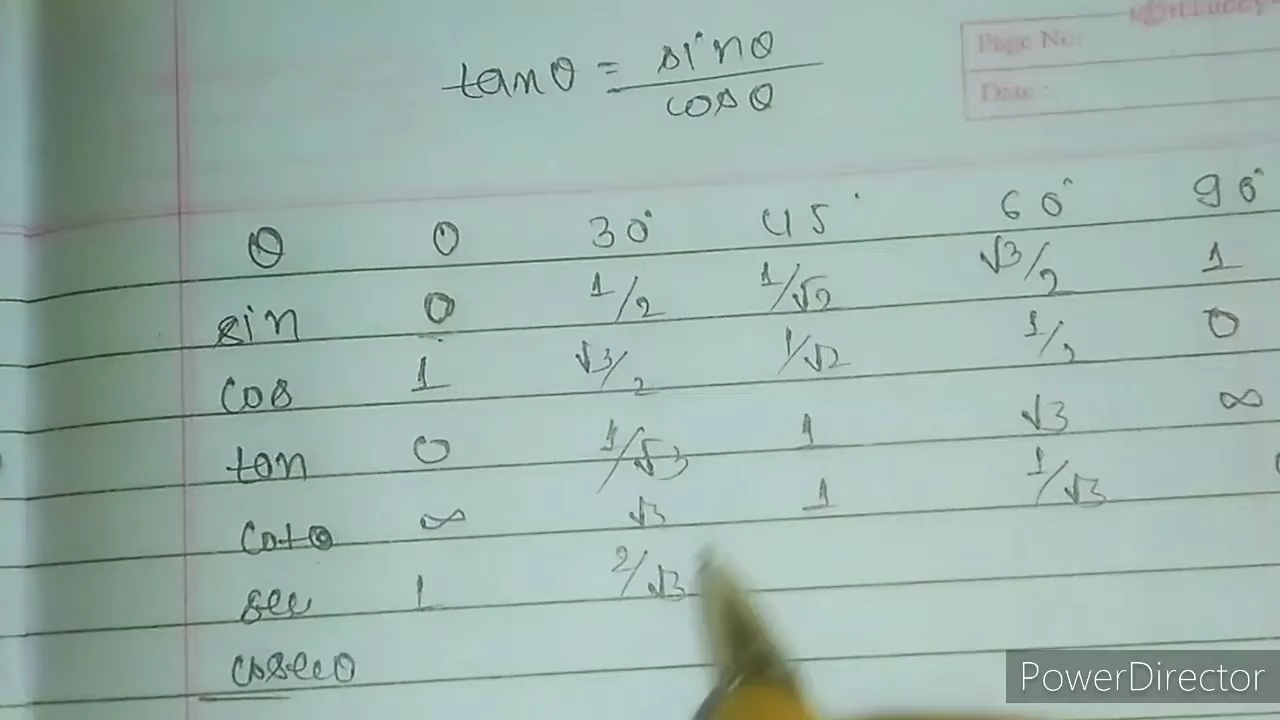 Page No:
Date :
tanθ = sinθ / cosθ
θ 0 30° 45° 60° 90°
sin 0 1/2 1/√2 √3/2 1
cos 1 √3/2 1/√2 1/2 0
tan 0 1/√3 1 √3 ∞
cotθ ∞ √3 1 1/√3
sec 1 2/√3
cosecθ
PowerDirector